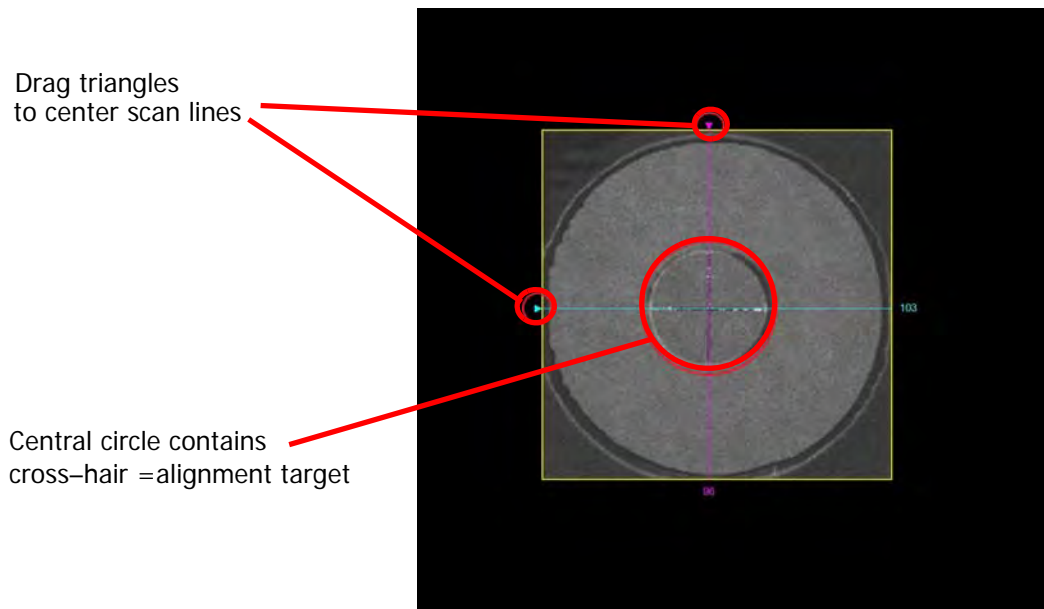 Drag triangles
to center scan lines
103
Central circle contains
cross–hair =alignment target
96